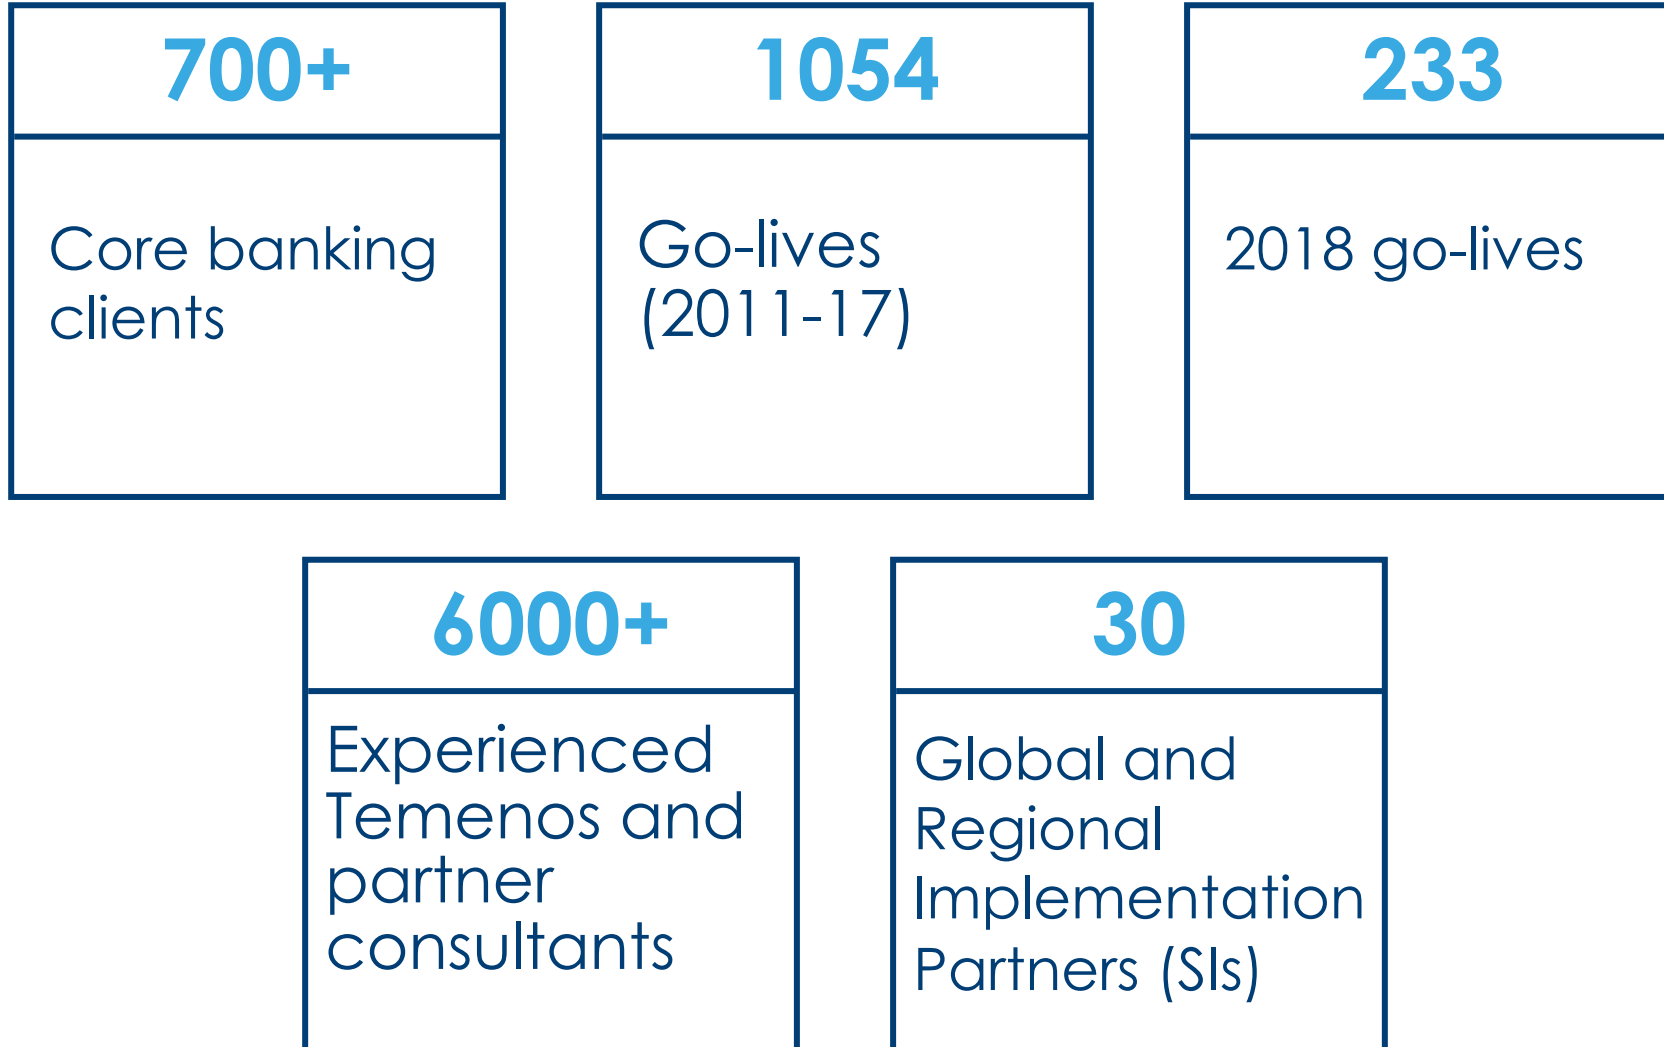 700+
Core banking
clients
1054
Go-lives
(2011-17)
233
2018 go-lives
6000+
Experienced
Temenos and
partner
consultants
30
Global and
Regional
Implementation
Partners (SIs)